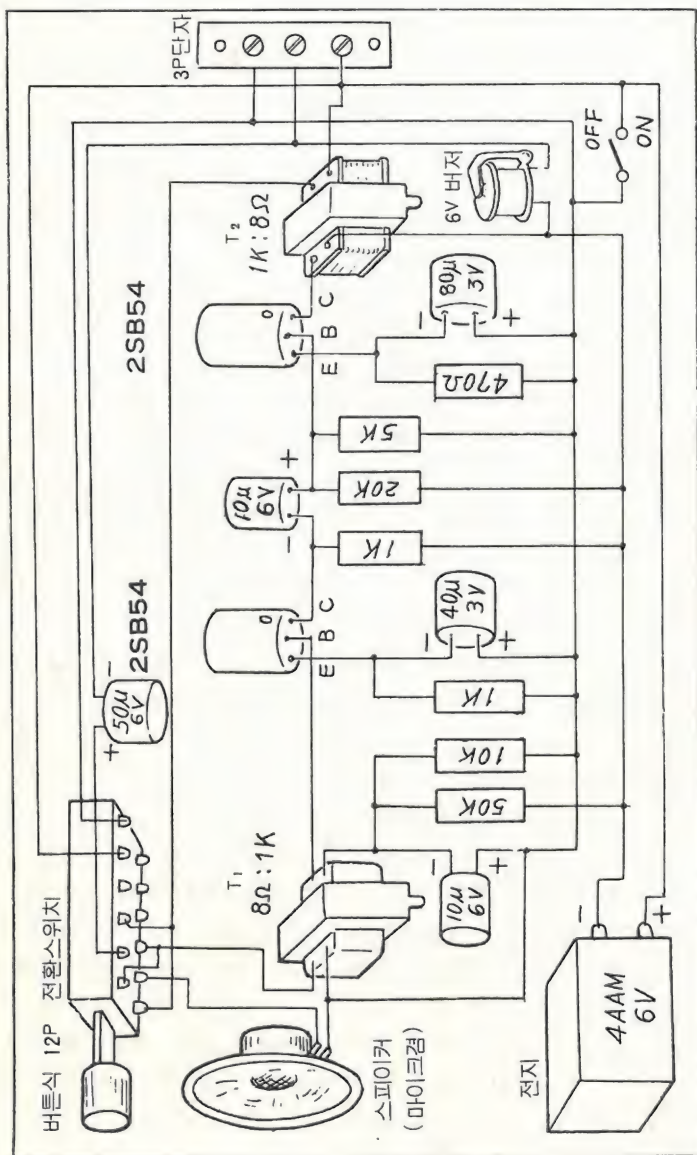 3P단자
OFF
ON
6V 버저
T₂
1K:8Ω
2SB54
C
B
E
80μ
3V
-
+
470Ω
5K
20K
1K
10μ
6V
+
-
2SB54
C
B
E
40μ
3V
-
+
1K
10K
50K
50μ
6V
-
+
T₁
8Ω:1K
10μ
6V
-
+
버튼식 12P 전환스위치
스피이커
(마이크겸)
4AAM
6V
-
+
전지